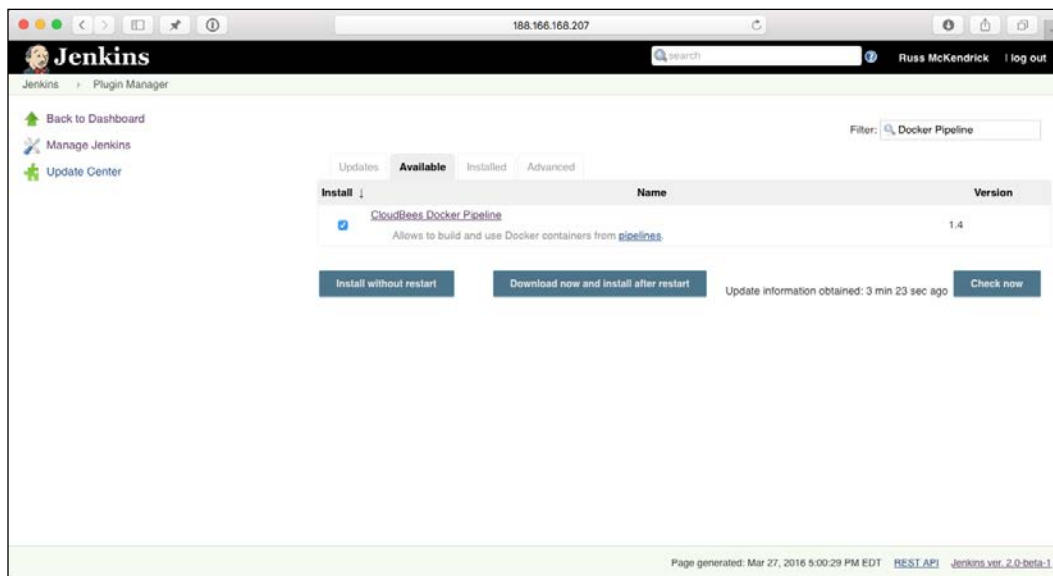 188.166.168.207
Jenkins
search
Russ McKendrick
| log out
Jenkins
Plugin Manager
Back to Dashboard
Manage Jenkins
Update Center
Filter: Docker Pipeline
Updates Available Installed Advanced
Install ↓ Name Version
CloudBees Docker Pipeline 1.4
Allows to build and use Docker containers from pipelines.
Install without restart Download now and install after restart Update information obtained: 3 min 23 sec ago Check now
Page generated: Mar 27, 2016 5:00:29 PM EDT REST API Jenkins ver. 2.0-beta-1